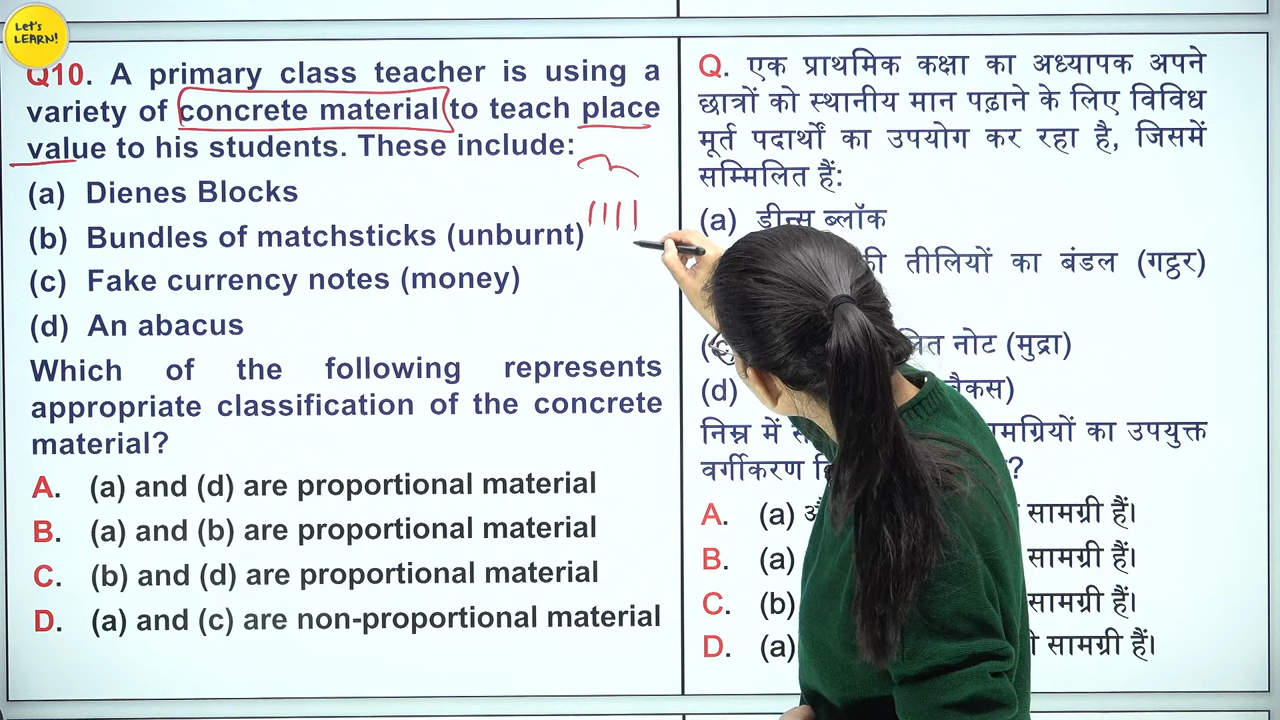 Let's
LEARN!
Q10. A primary class teacher is using a
variety of concrete material to teach place
value to his students. These include:
(a) Dienes Blocks
(b) Bundles of matchsticks (unburnt)
(c) Fake currency notes (money)
(d) An abacus
Which of the following represents
appropriate classification of the concrete
material?
A. (a) and (d) are proportional material
B. (a) and (b) are proportional material
C. (b) and (d) are proportional material
D. (a) and (c) are non-proportional material
Q. एक प्राथमिक कक्षा का अध्यापक अपने
छात्रों को स्थानीय मान पढ़ाने के लिए विविध
मूर्त पदार्थों का उपयोग कर रहा है, जिसमें
सम्मिलित हैं:
(a) डीन्स ब्लॉक
तीलियों का बंडल (गट्ठर)
नोट (मुद्रा)
(d)
निम्न में का उपयुक्त
वर्गीकरण
A. (a) सामग्री हैं।
B. (a) सामग्री हैं।
C. (b) सामग्री हैं।
D. (a) सामग्री हैं।